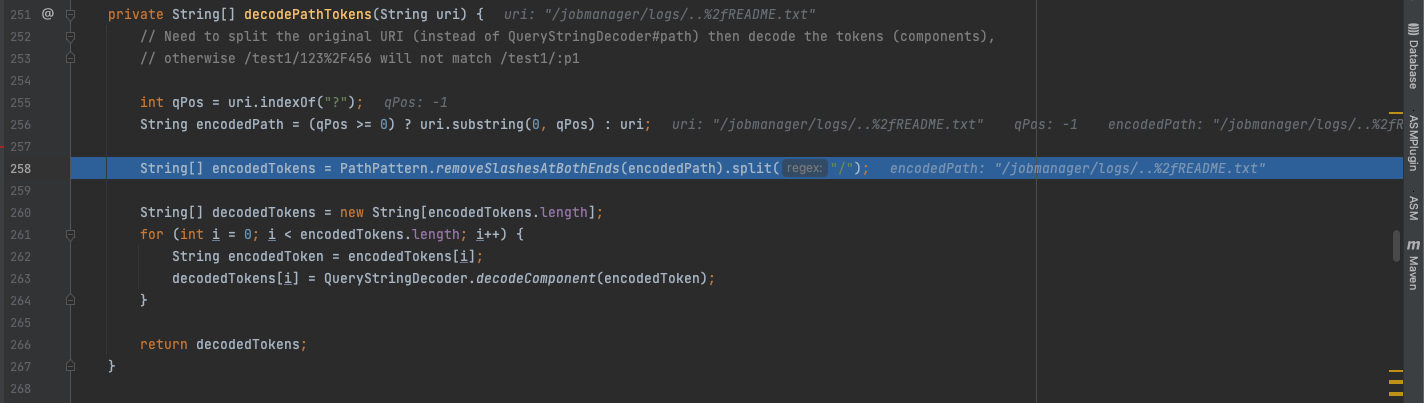 251 @ private String[] decodePathTokens(String uri) { uri: "/jobmanager/logs/..%2fREADME.txt"
252 // Need to split the original URI (instead of QueryStringDecoder#path) then decode the tokens (components),
253 // otherwise /test1/123%2F456 will not match /test1/:p1
254
255 int qPos = uri.indexOf("?"); qPos: -1
256 String encodedPath = (qPos >= 0) ? uri.substring(0, qPos) : uri; uri: "/jobmanager/logs/..%2fREADME.txt" qPos: -1 encodedPath: "/jobmanager/logs/..%2fR
257
258 String[] encodedTokens = PathPattern.removeSlashesAtBothEnds(encodedPath).split( regex: "/"); encodedPath: "/jobmanager/logs/..%2fREADME.txt"
259
260 String[] decodedTokens = new String[encodedTokens.length];
261 for (int i = 0; i < encodedTokens.length; i++) {
262 String encodedToken = encodedTokens[i];
263 decodedTokens[i] = QueryStringDecoder.decodeComponent(encodedToken);
264 }
265
266 return decodedTokens;
267 }
268
Database
ASMPlugin
ASM
m Maven